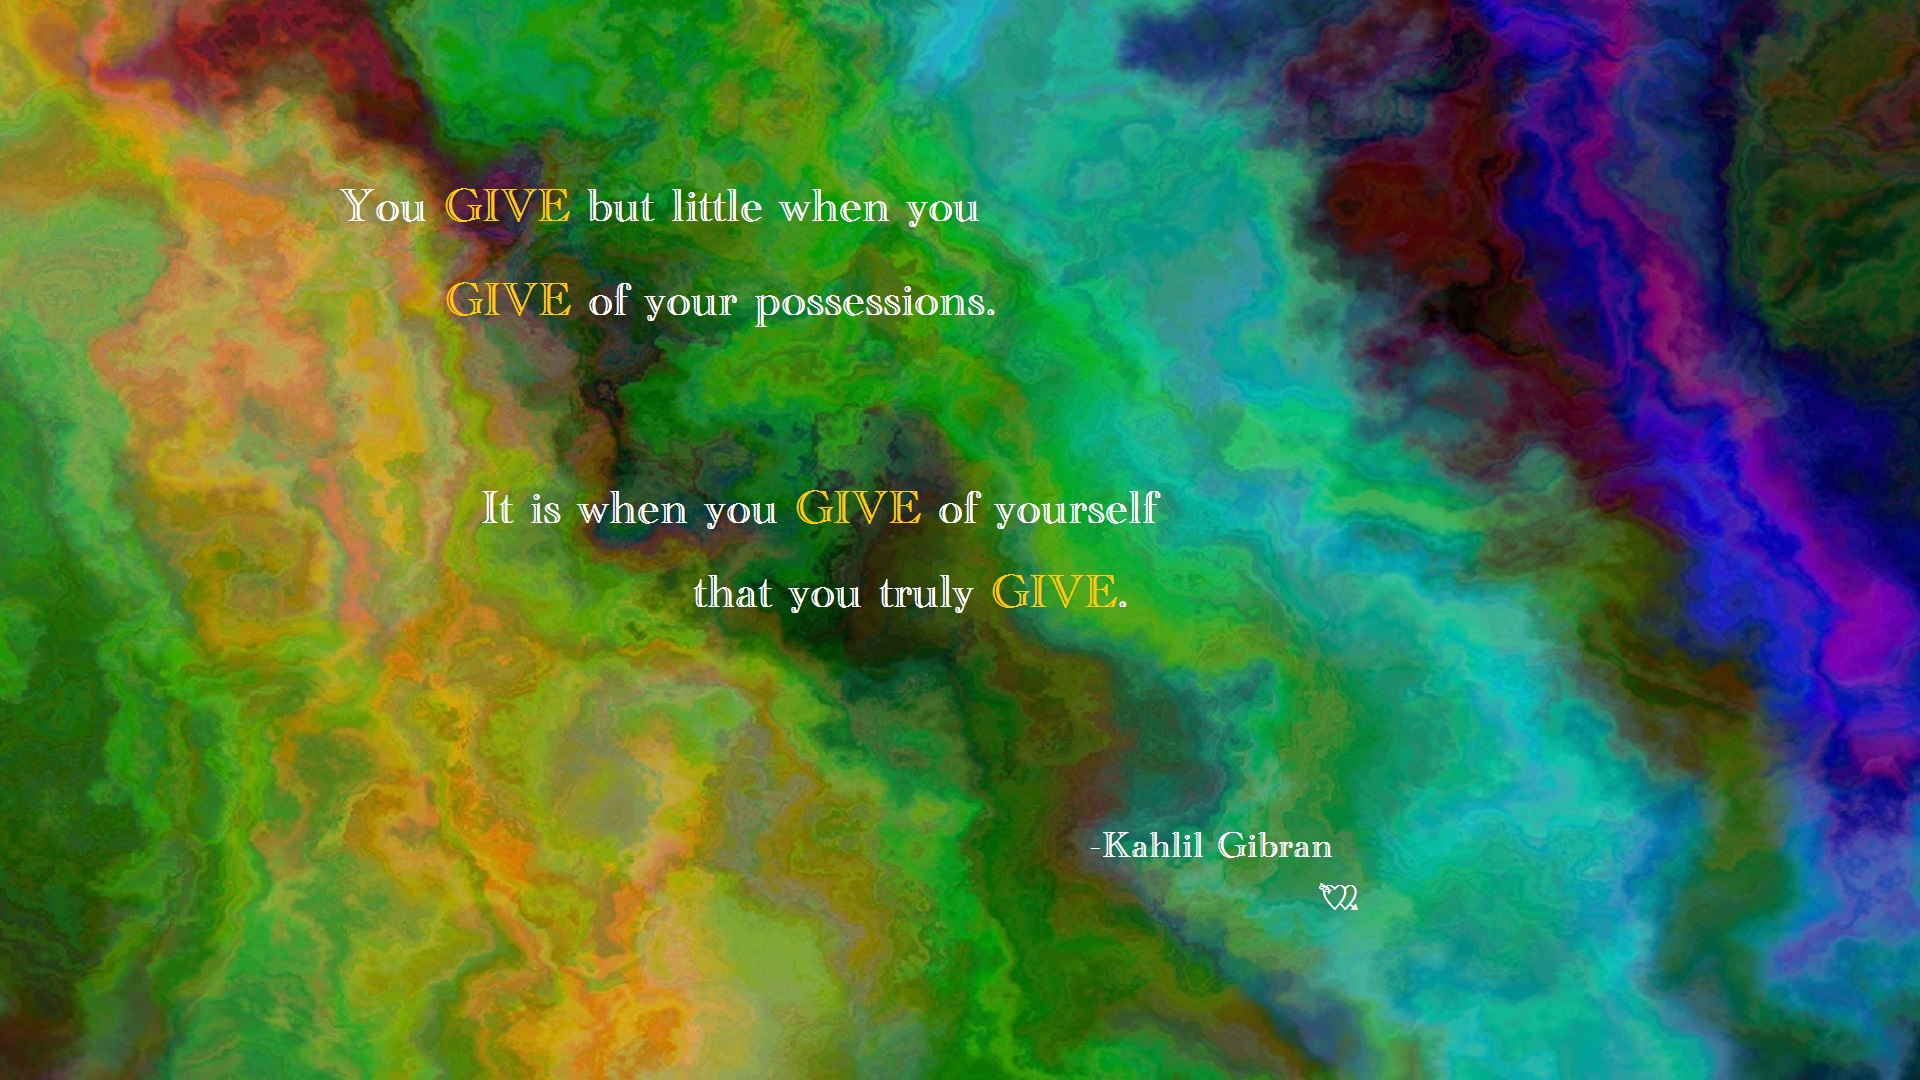 You GIVE but little when you
GIVE of your possessions.
It is when you GIVE of yourself
that you truly GIVE.
-Kahlil Gibran